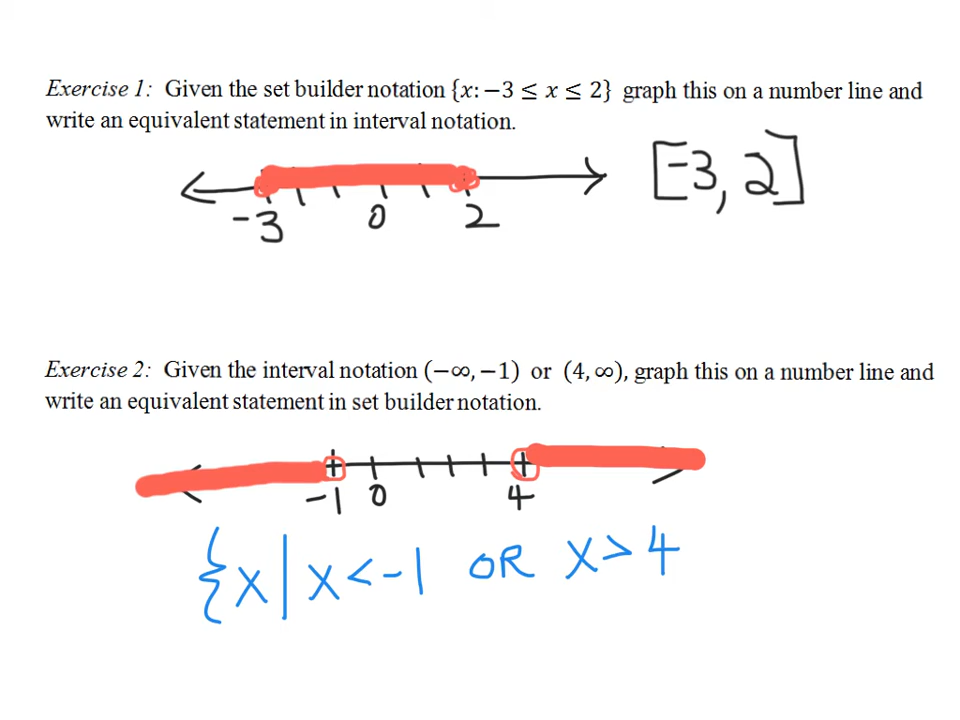 Exercise 1: Given the set builder notation {x: −3 ≤ x ≤ 2} graph this on a number line and
write an equivalent statement in interval notation.
[-3, 2]
-3 0 2
Exercise 2: Given the interval notation (−∞, −1) or (4, ∞), graph this on a number line and
write an equivalent statement in set builder notation.
-1 0 4
{x | x < -1 OR x > 4